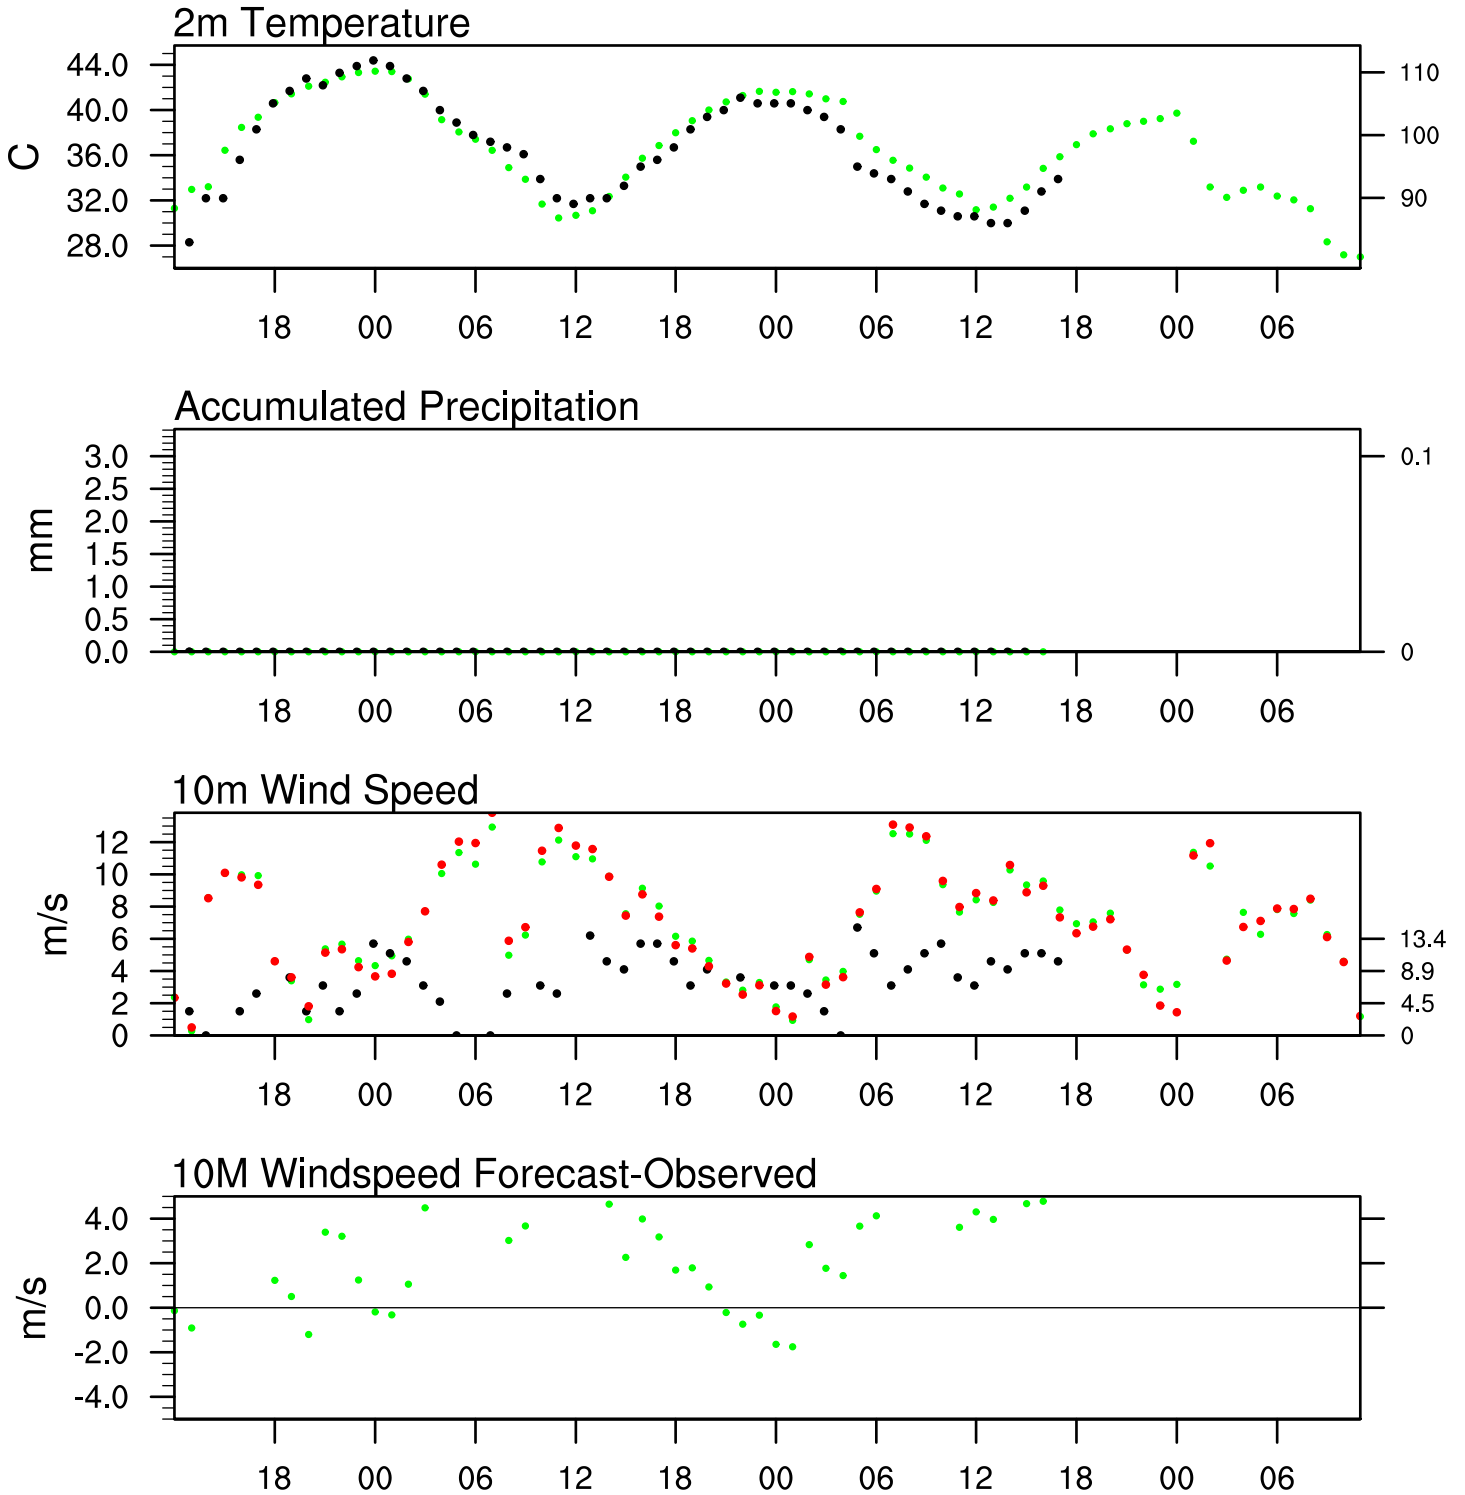 2m Temperature
44.0
40.0
36.0
32.0
28.0
C
110
100
90
18 00 06 12 18 00 06 12 18 00 06
Accumulated Precipitation
3.0
2.5
2.0
1.5
1.0
0.5
0.0
mm
0.1
0
18 00 06 12 18 00 06 12 18 00 06
10m Wind Speed
12
10
8
6
4
2
0
m/s
13.4
8.9
4.5
0
18 00 06 12 18 00 06 12 18 00 06
10M Windspeed Forecast-Observed
4.0
2.0
0.0
-2.0
-4.0
m/s
18 00 06 12 18 00 06 12 18 00 06